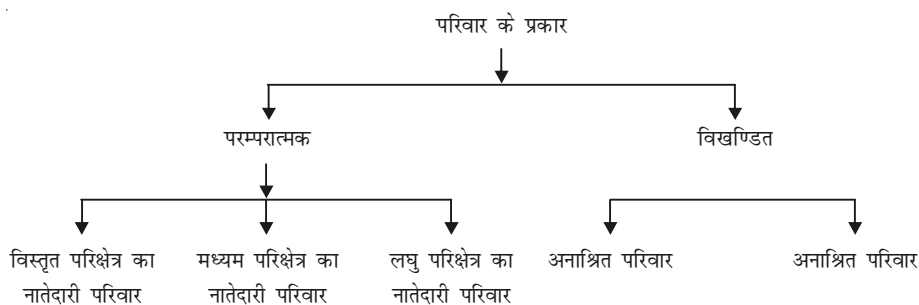 परिवार के प्रकार
परम्परात्मक
विखण्डित
विस्तृत परिक्षेत्र का
नातेदारी परिवार
मध्यम परिक्षेत्र का
नातेदारी परिवार
लघु परिक्षेत्र का
नातेदारी परिवार
अनाश्रित परिवार
अनाश्रित परिवार